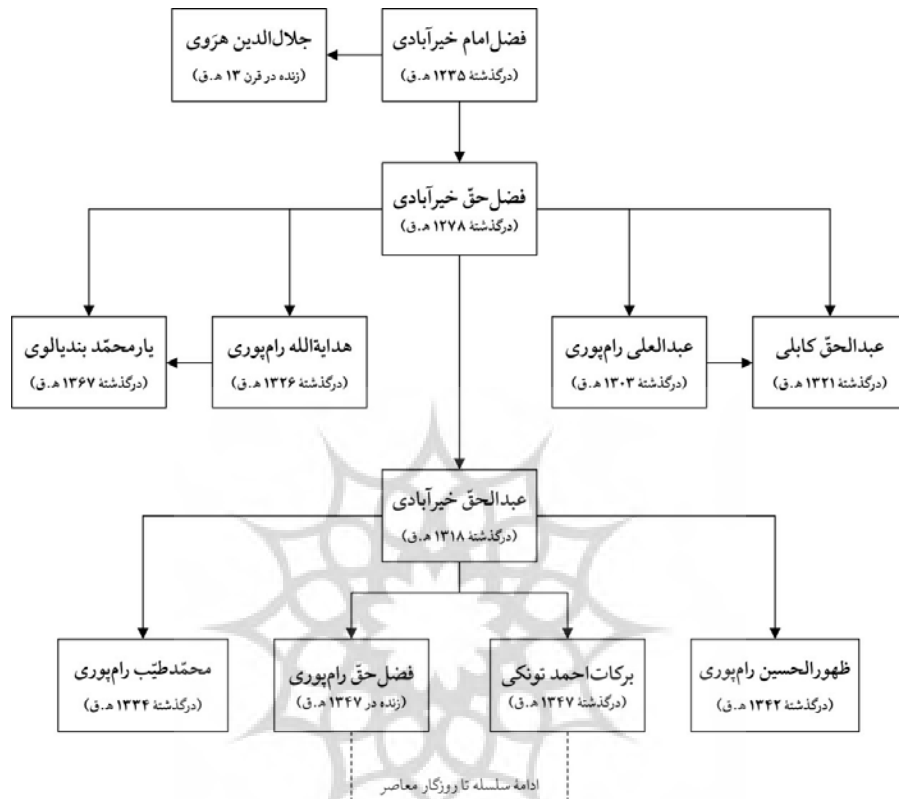 فضل‌امام خیرآبادی
(درگذشتهٔ ۱۲۳۵ ه‍.ق)
جلال‌الدین هرَوی
(زنده در قرن ۱۳ ه‍.ق)
فضل‌حقّ خیرآبادی
(درگذشتهٔ ۱۲۷۸ ه‍.ق)
عبدالحقّ کابلی
(درگذشتهٔ ۱۳۲۱ ه‍.ق)
عبدالعلی رام‌پوری
(درگذشتهٔ ۱۳۰۳ ه‍.ق)
هدایةالله رام‌پوری
(درگذشتهٔ ۱۳۲۶ ه‍.ق)
یارمحمّد بندیالوی
(درگذشتهٔ ۱۳۶۷ ه‍.ق)
عبدالحقّ خیرآبادی
(درگذشتهٔ ۱۳۱۸ ه‍.ق)
ظهورالحسین رام‌پوری
(درگذشتهٔ ۱۳۴۲ ه‍.ق)
برکات‌احمد تونکی
(درگذشتهٔ ۱۳۴۷ ه‍.ق)
فضل‌حقّ رام‌پوری
(زنده در ۱۳۴۷ ه‍.ق)
محمّدطیّب رام‌پوری
(درگذشتهٔ ۱۳۳۴ ه‍.ق)
ادامهٔ سلسله تا روزگار معاصر